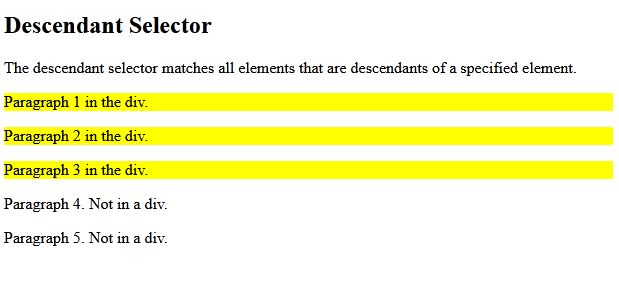 Descendant Selector
The descendant selector matches all elements that are descendants of a specified element.
Paragraph 1 in the div.
Paragraph 2 in the div.
Paragraph 3 in the div.
Paragraph 4. Not in a div.
Paragraph 5. Not in a div.